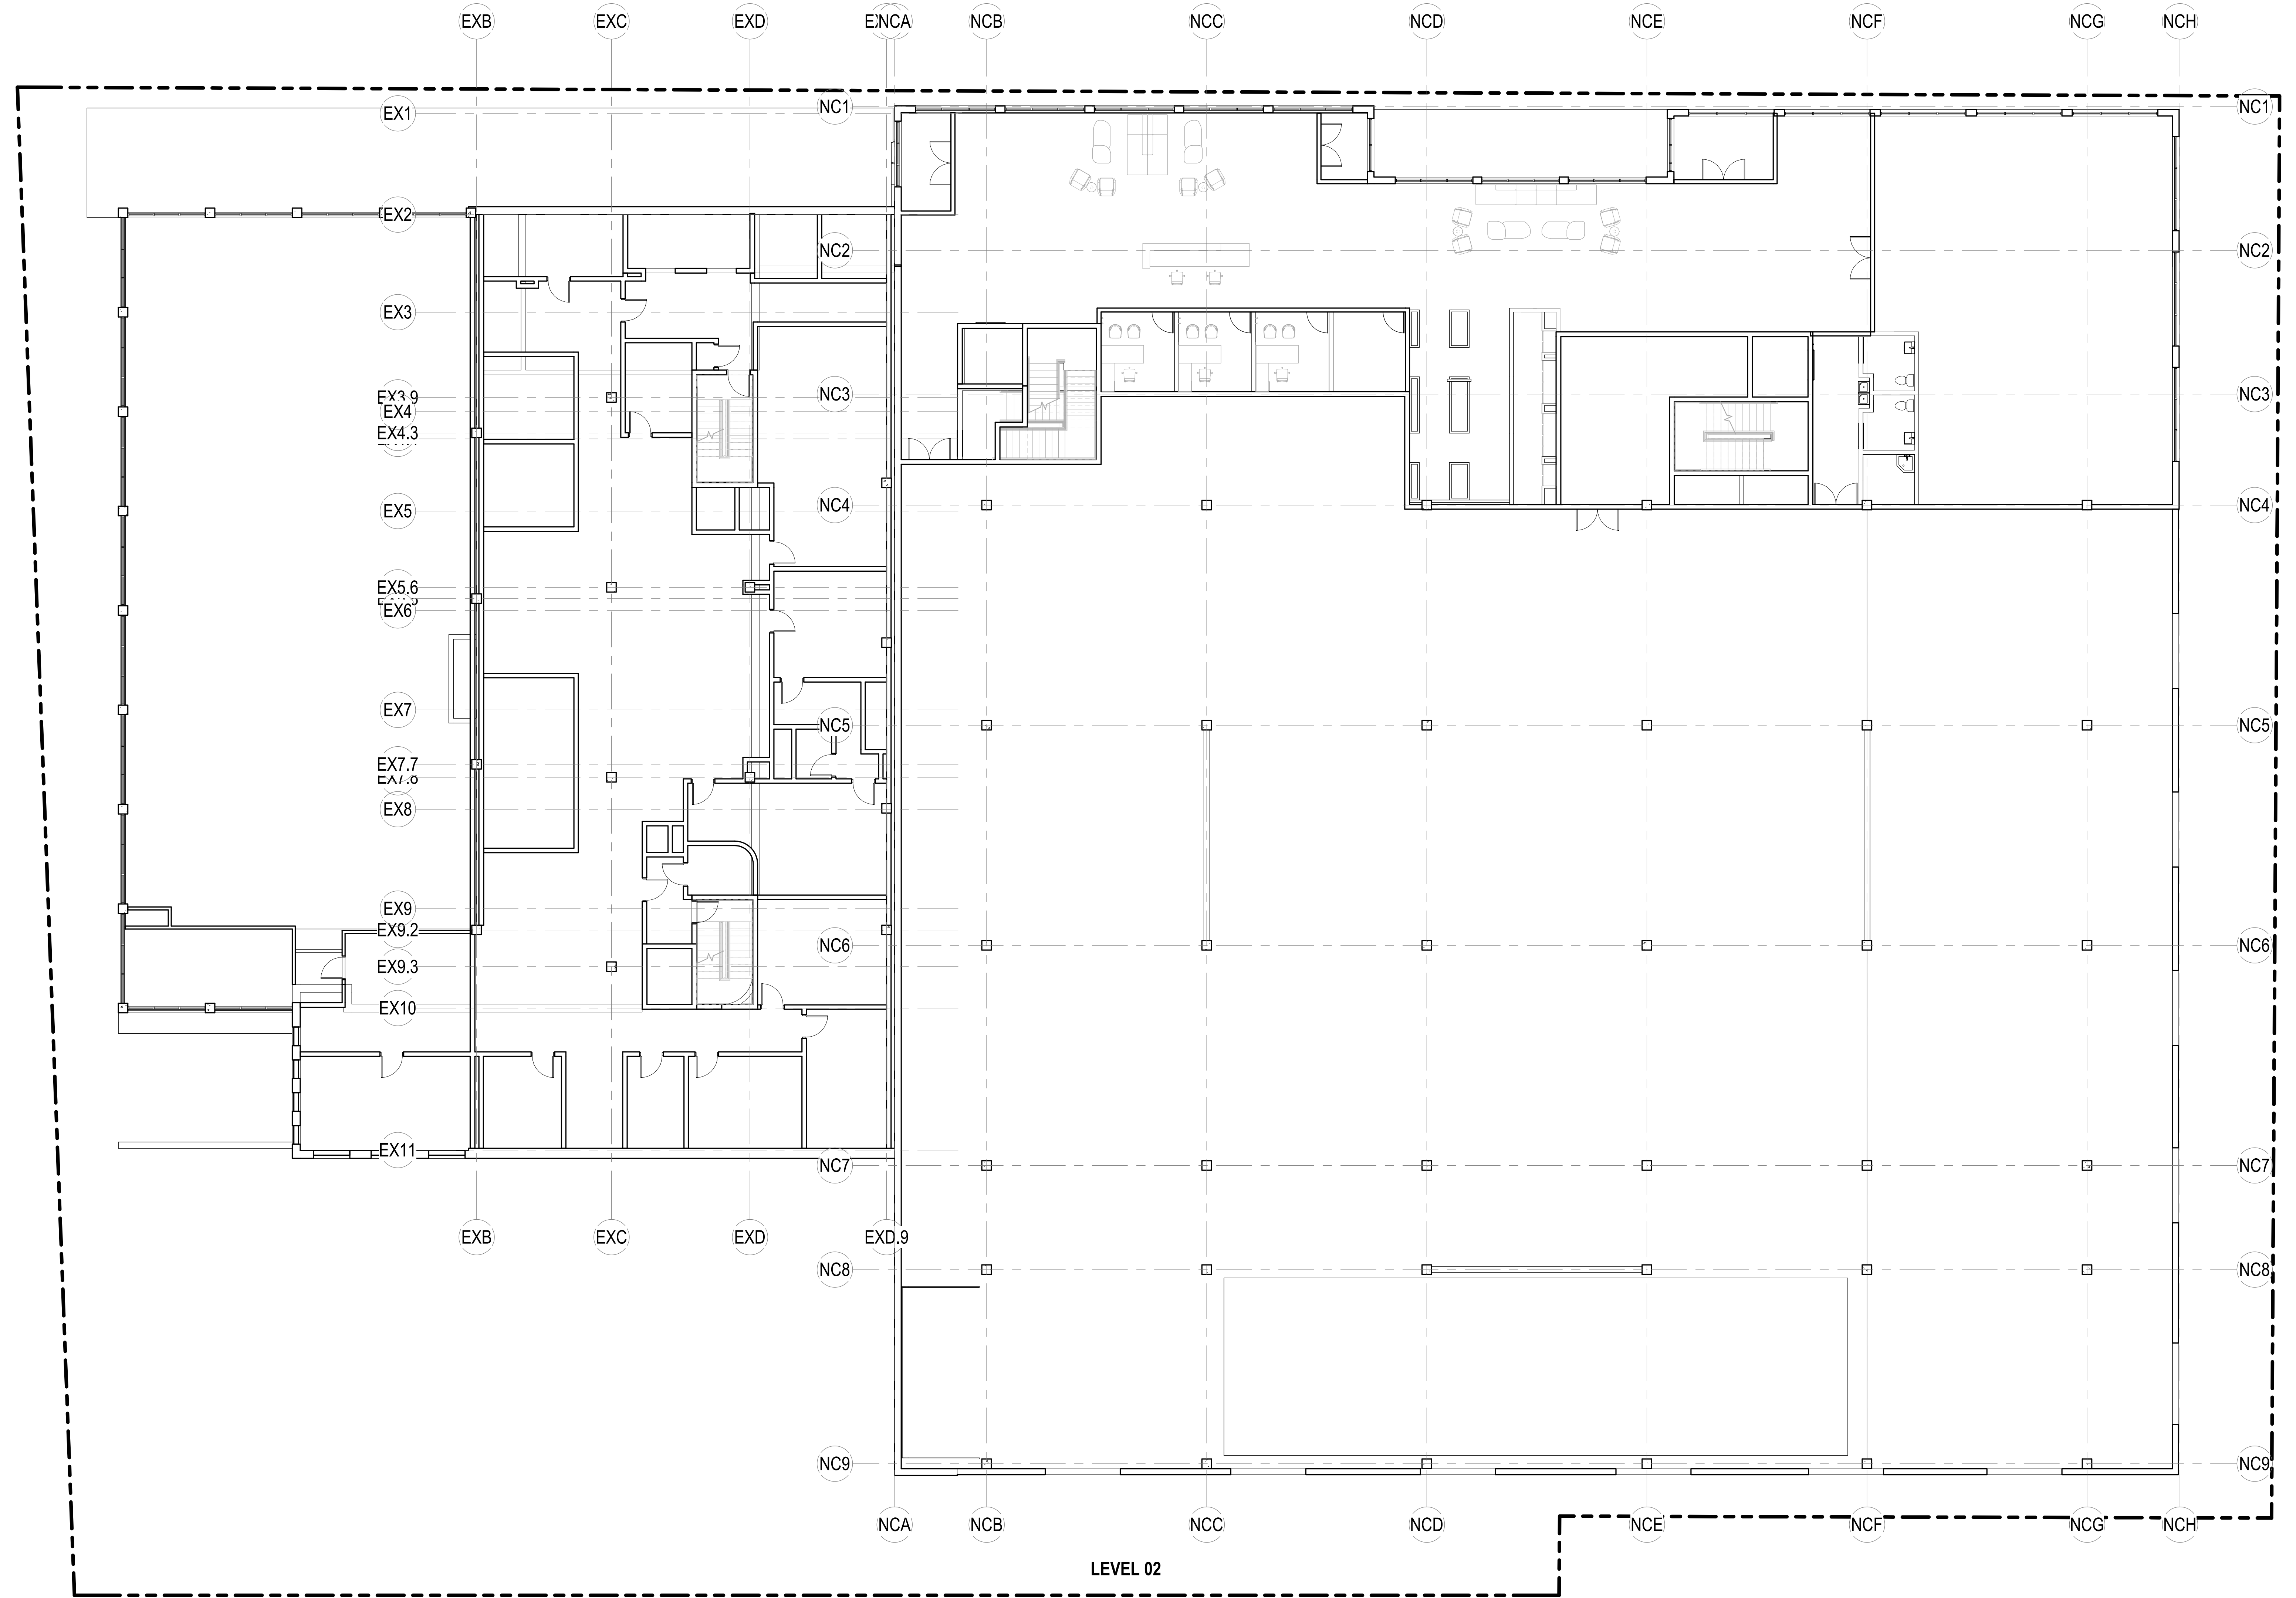 EXB EXC EXD NCA NCB NCC NCD NCE NCF NCG NCH
NC1 NC1
EX1
EX2
NC2 NC2
EX3
NC3 NC3
EX3.9
EX4
EX4.3
NC4 NC4
EX5
EX5.6
EX6
EX7
NC5 NC5
EX7.7
EX7.8
EX8
EX9
EX9.2
NC6 NC6
EX9.3
EX10
EX11
NC7 NC7
EXB EXC EXD EXD.9
NC8 NC8
NC9 NC9
NCA NCB NCC NCD NCE NCF NCG NCH
LEVEL 02